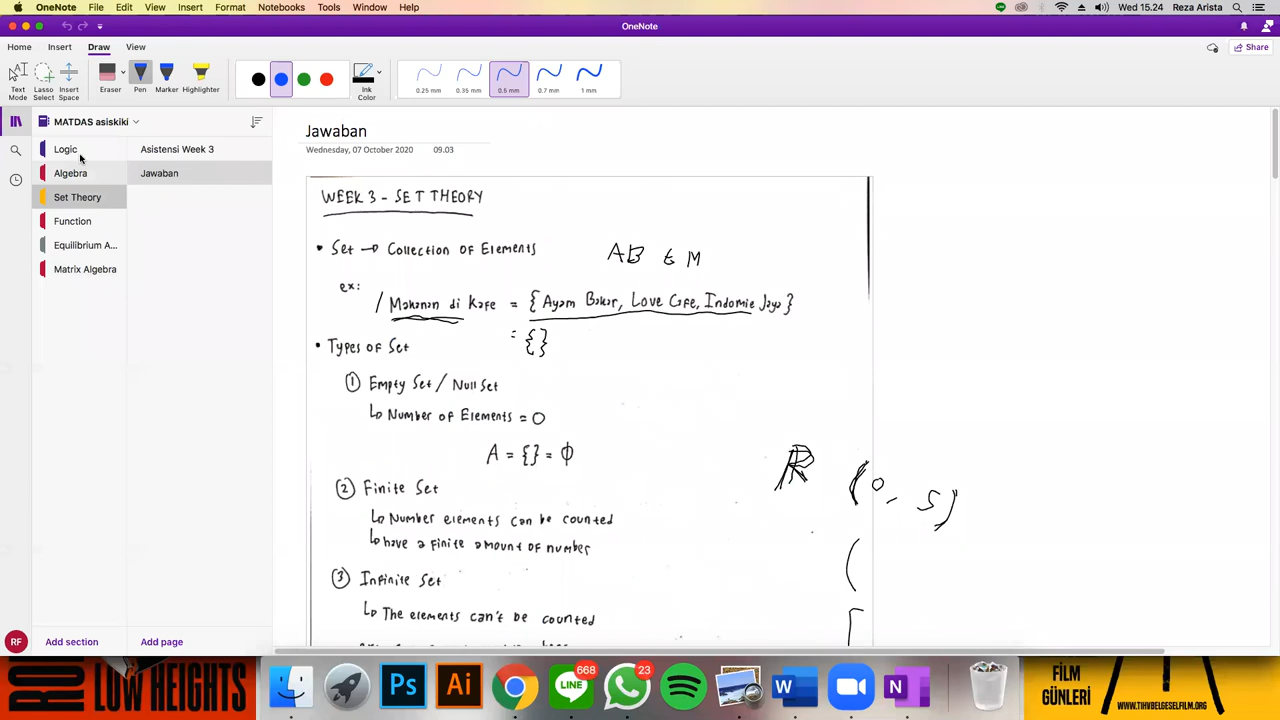 OneNote File Edit View Insert Format Notebooks Tools Window Help
Wed 15.24 Reza Arista
OneNote
Home Insert Draw View
Share
Text Mode
Lasso Select
Insert Space
Eraser
Pen
Marker
Highlighter
Ink Color
0.25 mm 0.35 mm 0.5 mm 0.7 mm 1 mm
MATDAS asiskiki
Logic
Algebra
Set Theory
Function
Equilibrium A...
Matrix Algebra
Asistensi Week 3
Jawaban
Jawaban
Wednesday, 07 October 2020 09.03
WEEK 3 - SET THEORY
• Set → Collection of Elements
AB ∈ M
ex:
/ Makanan di Kafe = { Ayam Bakar, Love Cafe, Indomie Jaya }
= {}
• Types of Set
① Empty Set / Null Set
↳ Number of Elements = 0
A = {} = ϕ
② Finite Set
↳ Number elements can be counted
↳ have a finite amount of number
ℝ (0, 5)
(
③ Infinite Set
↳ The elements can't be counted
[
RF
Add section
Add page
LOW HEIGHTS
Ps
Ai
LINE
668
23
W
N
FİLM
GÜNLERİ
WWW.TIHVBELGESELFILM.ORG